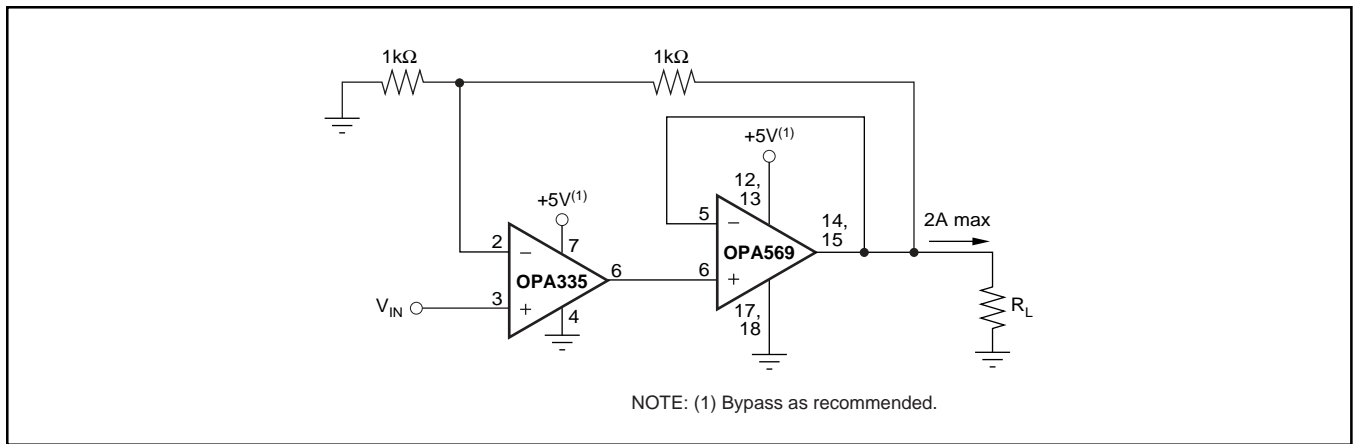 1kΩ
1kΩ
+5V(1)
12,
13
+5V(1)
5
−
14,
15
2A max
2
−
7
OPA569
OPA335
6
6
+
VIN
3
+
4
17,
18
RL
NOTE: (1) Bypass as recommended.